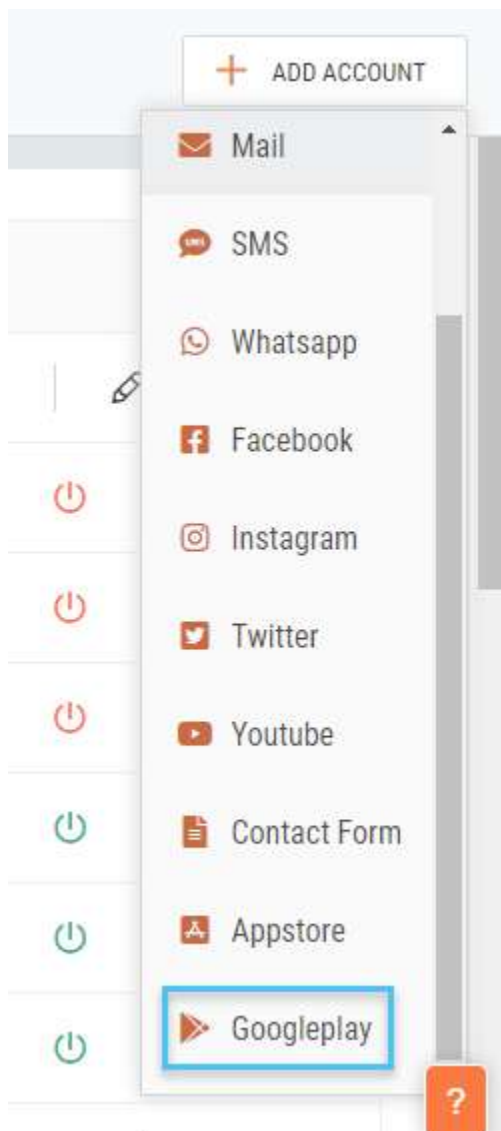 ADD ACCOUNT
Mail
SMS
Whatsapp
Facebook
Instagram
Twitter
Youtube
Contact Form
Appstore
Googleplay
?